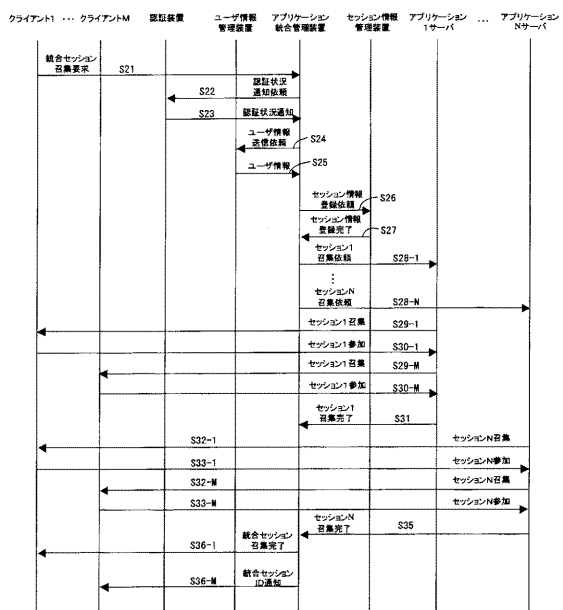 クライアント1 ・・・ クライアントM
認証装置
ユーザ情報
管理装置
アプリケーション
統合管理装置
セッション情報
管理装置
アプリケーション
1サーバ
・・・
アプリケーション
Nサーバ
統合セッション
召集要求
S21
認証状況
通知依頼
S22
S23
認証状況通知
ユーザ情報
送信依頼
S24
ユーザ情報
S25
セッション情報
登録依頼
S26
セッション情報
登録完了
S27
セッション1
召集依頼
S28-1
⋮
セッションN
召集依頼
S28-N
セッション1召集
S29-1
セッション1参加
S30-1
セッション1召集
S29-M
セッション1参加
S30-M
セッション1
召集完了
S31
S32-1
セッションN召集
S33-1
セッションN参加
S32-M
セッションN召集
S33-M
セッションN参加
セッションN
召集完了
S35
統合セッション
召集完了
S36-1
統合セッション
ID通知
S36-M